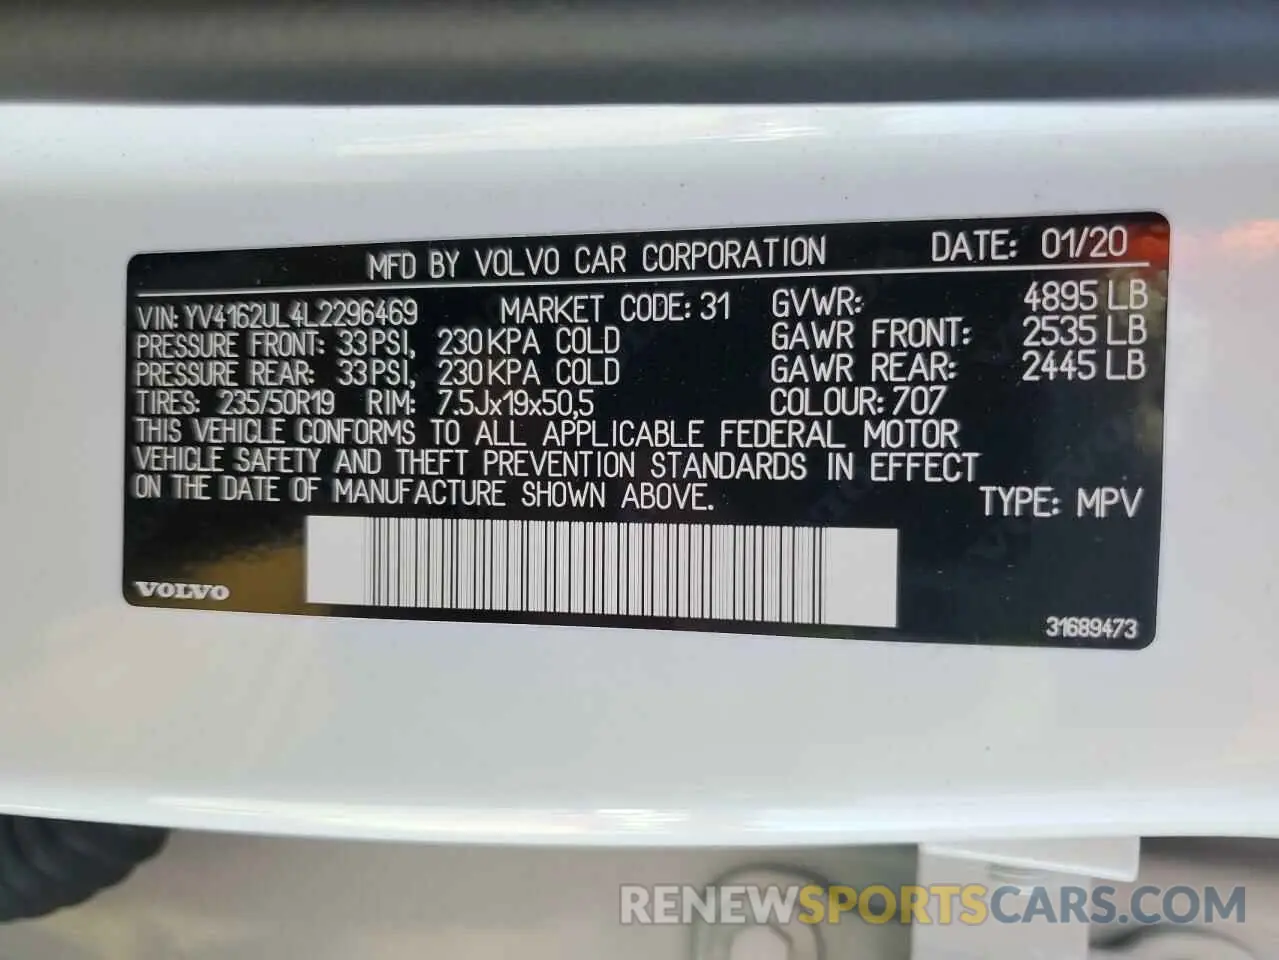 MFD BY VOLVO CAR CORPORATION DATE: 01/20
VIN: YV4162UL4L2296469 MARKET CODE: 31 GVWR: 4895 LB
PRESSURE FRONT: 33 PSI, 230 KPA COLD GAWR FRONT: 2535 LB
PRESSURE REAR: 33 PSI, 230 KPA COLD GAWR REAR: 2445 LB
TIRES: 235/50R19 RIM: 7.5Jx19x50,5 COLOUR: 707
THIS VEHICLE CONFORMS TO ALL APPLICABLE FEDERAL MOTOR
VEHICLE SAFETY AND THEFT PREVENTION STANDARDS IN EFFECT
ON THE DATE OF MANUFACTURE SHOWN ABOVE. TYPE: MPV
VOLVO
31689473
RENEWSPORTSCARS.COM